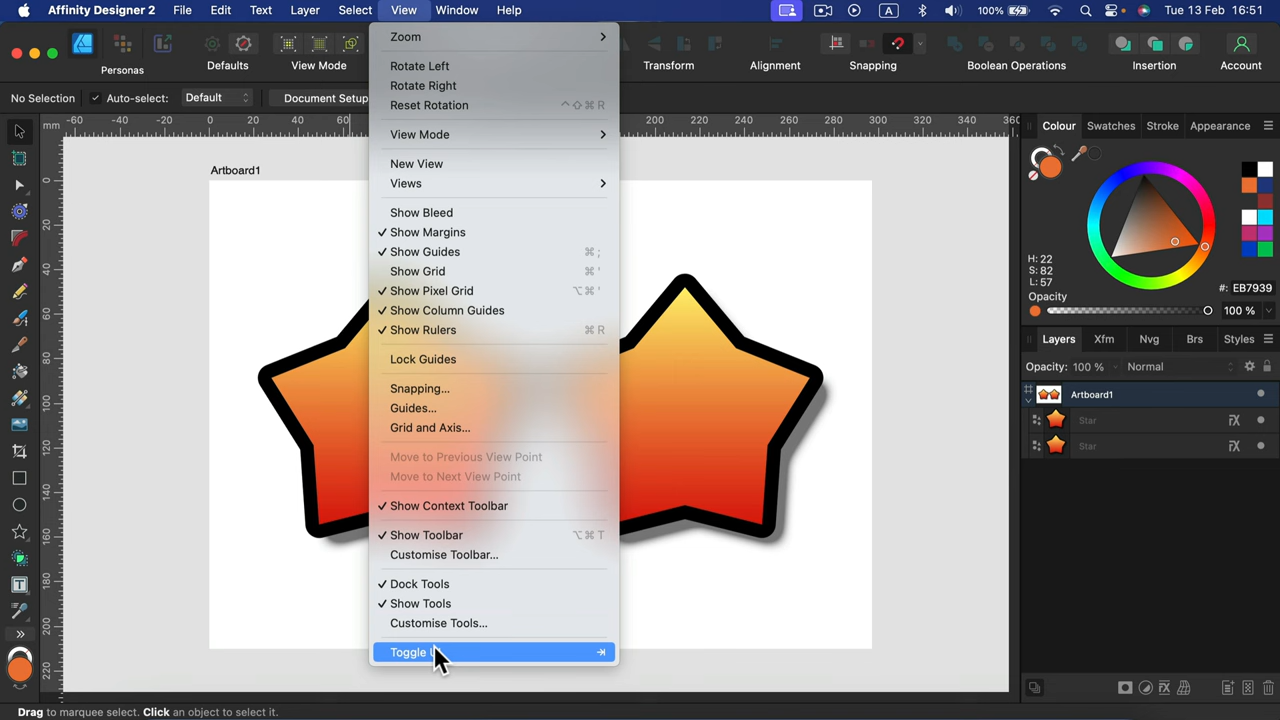 Affinity Designer 2 File Edit Text Layer Select View Window Help A 100% Tue 13 Feb 16:51
Personas Defaults View Mode Transform Alignment Snapping Boolean Operations Insertion Account
No Selection Auto-select: Default Document Setup
mm -60 -40 -20 0 20 40 60 200 220 240 260 280 300 320 340 360
0 20 40 60 80 100 120 140 160 180 200 220
Artboard1
Zoom
Rotate Left
Rotate Right
Reset Rotation ^⇧⌘R
View Mode
New View
Views
Show Bleed
✓ Show Margins
✓ Show Guides ⌘;
Show Grid ⌘'
✓ Show Pixel Grid ⌥⌘'
✓ Show Column Guides
✓ Show Rulers ⌘R
Lock Guides
Snapping...
Guides...
Grid and Axis...
Move to Previous View Point
Move to Next View Point
✓ Show Context Toolbar
✓ Show Toolbar ⌥⌘T
Customise Toolbar...
✓ Dock Tools
✓ Show Tools
Customise Tools...
Toggle
Colour Swatches Stroke Appearance
H: 22
S: 82
L: 57
#: EB7939
Opacity
100 %
Layers Xfm Nvg Brs Styles
Opacity: 100 % Normal
Artboard1
Star FX
Star FX
Drag to marquee select. Click an object to select it.